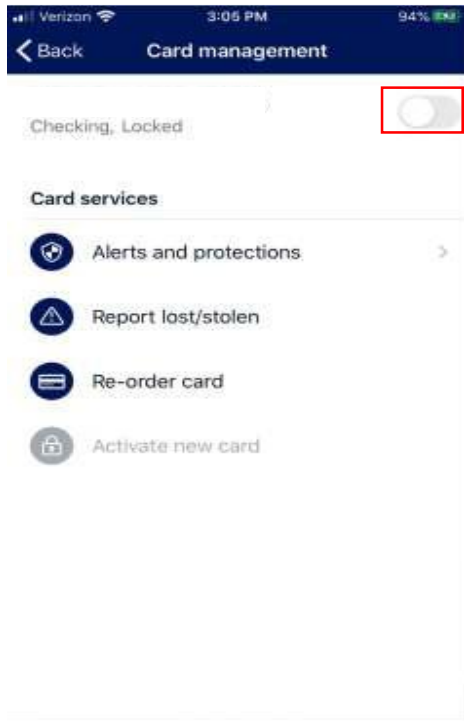 Verizon 3:05 PM 94%
Back Card management
Checking, Locked
Card services
Alerts and protections
Report lost/stolen
Re-order card
Activate new card